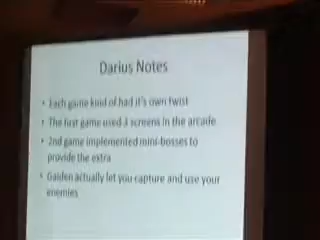 Darius Notes
• Each game kind of had it's own twist
• The first game used 3 screens in the arcade
• 2nd game implemented mini-bosses to
provide the extra
• Gaiden actually let you capture and use your
enemies